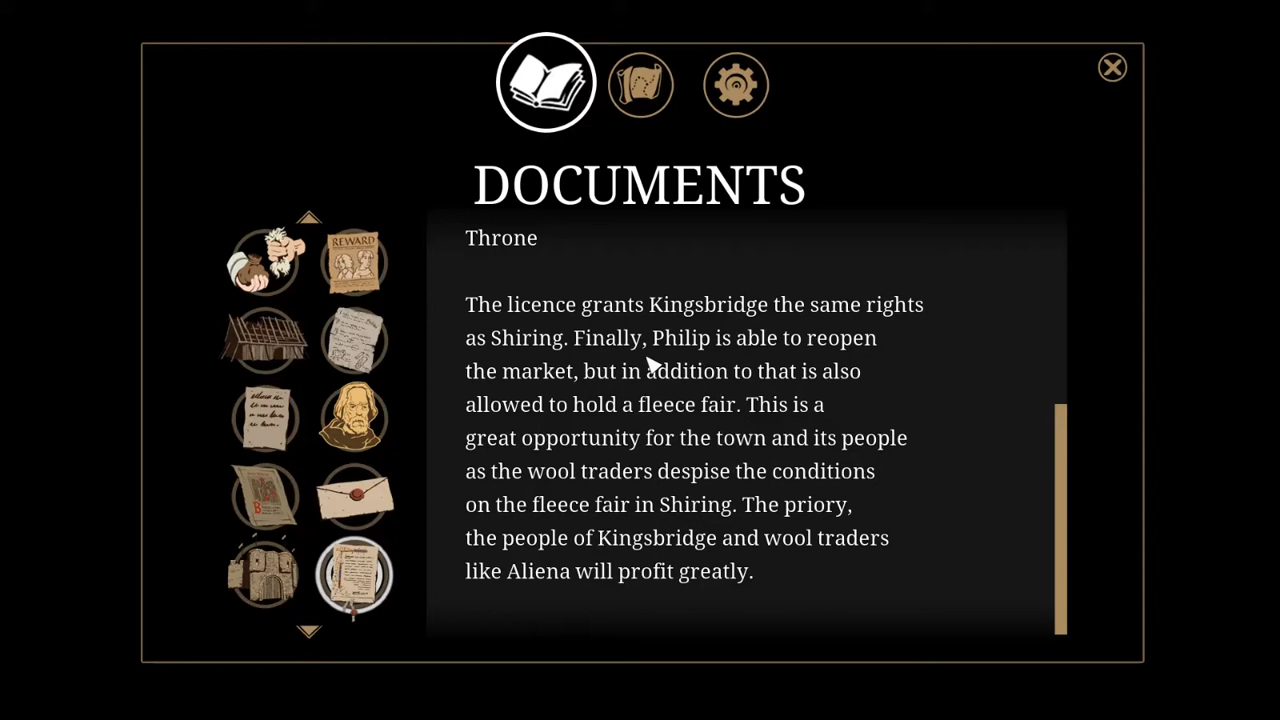 DOCUMENTS
REWARD
Throne
The licence grants Kingsbridge the same rights
as Shiring. Finally, Philip is able to reopen
the market, but in addition to that is also
allowed to hold a fleece fair. This is a
great opportunity for the town and its people
as the wool traders despise the conditions
on the fleece fair in Shiring. The priory,
the people of Kingsbridge and wool traders
like Aliena will profit greatly.